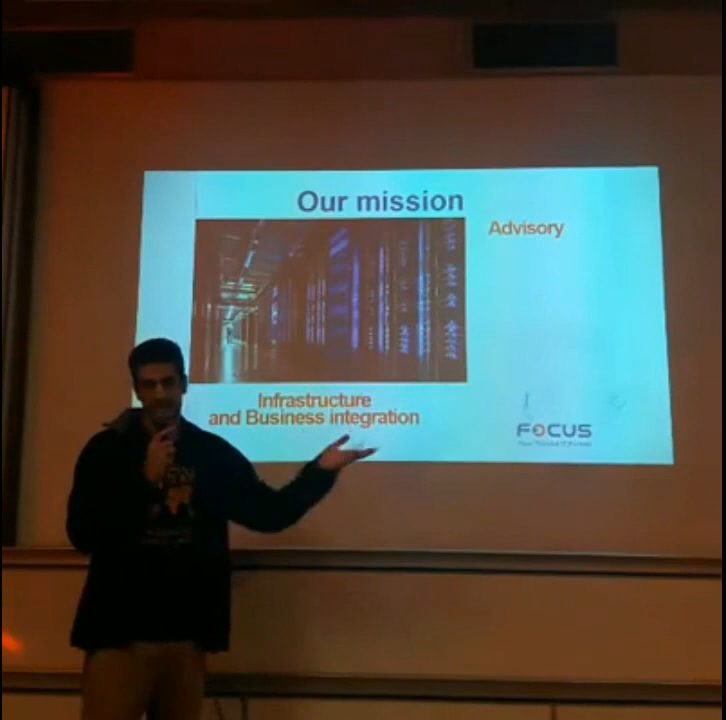 Our mission
Advisory
Infrastructure
and Business integration
FOCUS